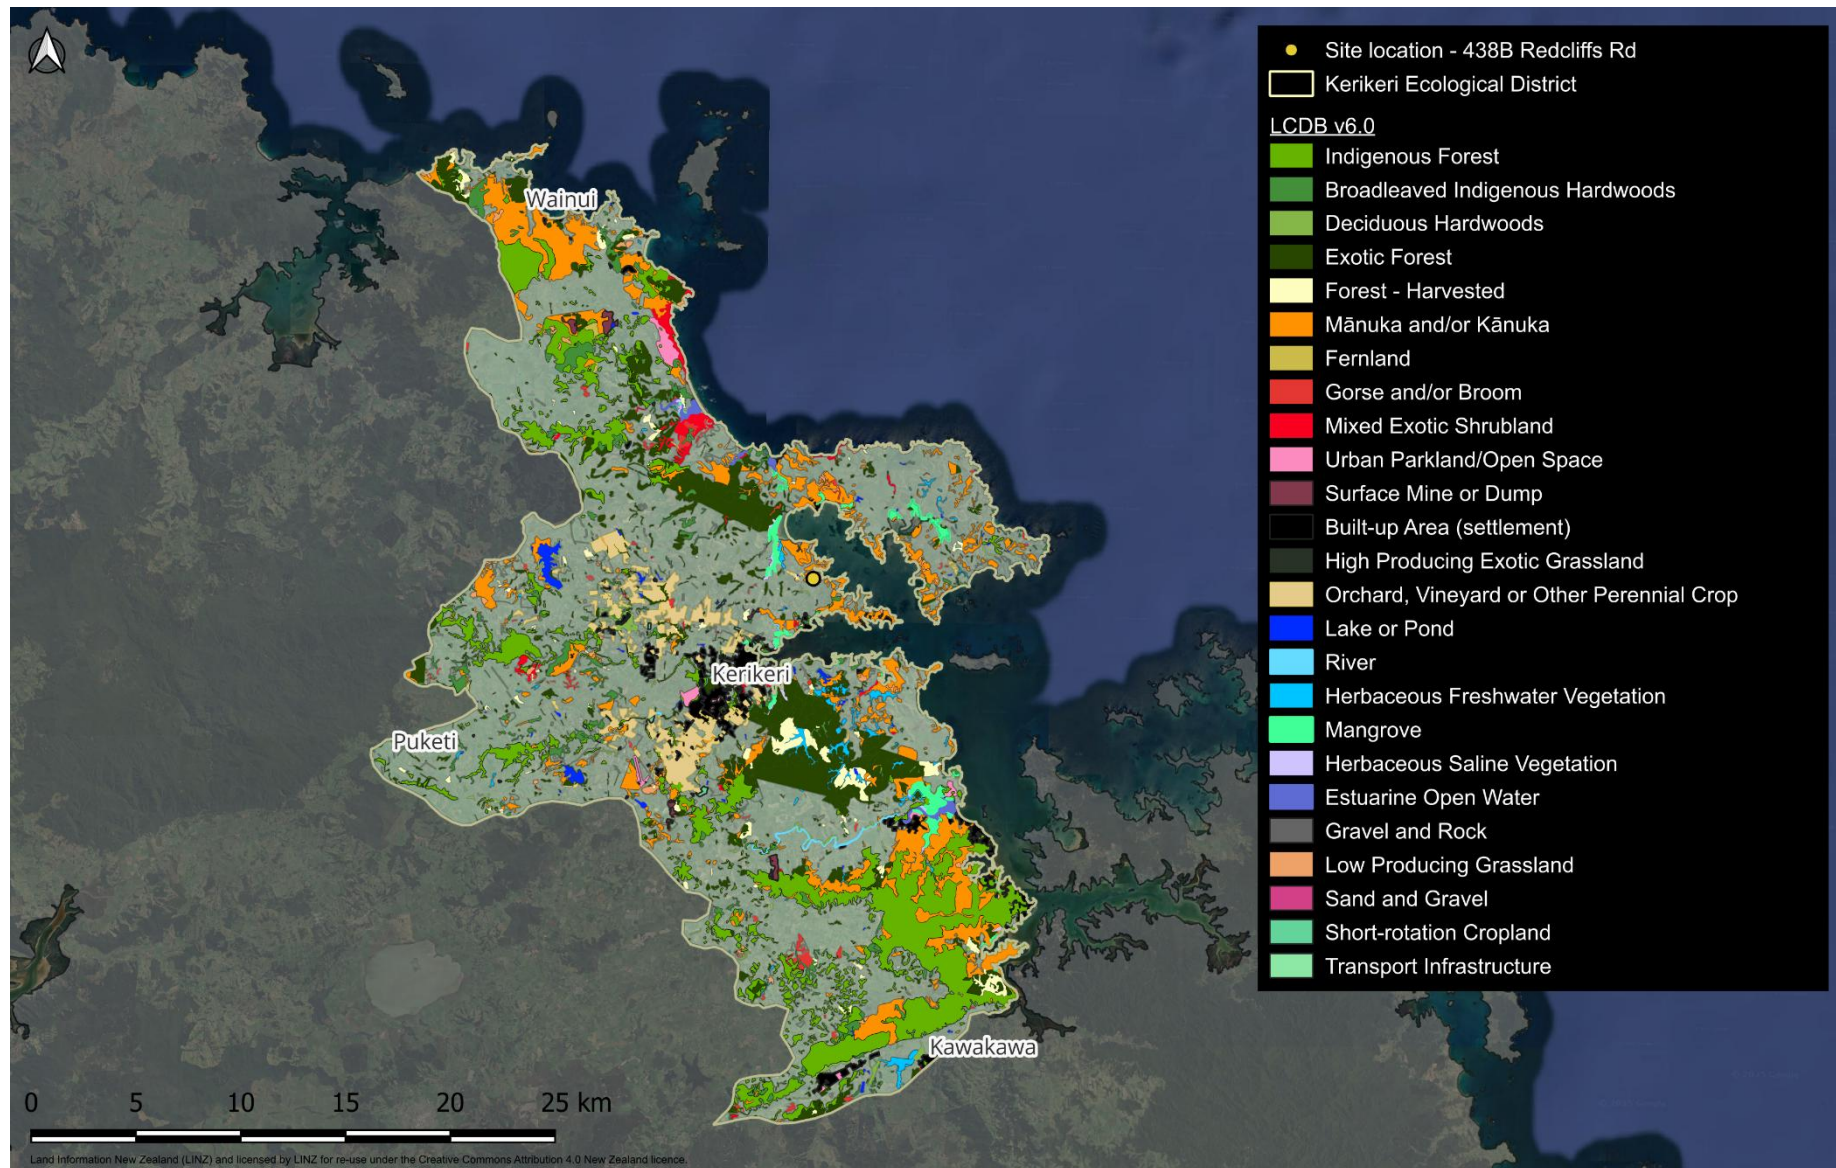 Site location - 438B Redcliffs Rd
Kerikeri Ecological District
LCDB v6.0
Indigenous Forest
Broadleaved Indigenous Hardwoods
Deciduous Hardwoods
Exotic Forest
Forest - Harvested
Mānuka and/or Kānuka
Fernland
Gorse and/or Broom
Mixed Exotic Shrubland
Urban Parkland/Open Space
Surface Mine or Dump
Built-up Area (settlement)
High Producing Exotic Grassland
Orchard, Vineyard or Other Perennial Crop
Lake or Pond
River
Herbaceous Freshwater Vegetation
Mangrove
Herbaceous Saline Vegetation
Estuarine Open Water
Gravel and Rock
Low Producing Grassland
Sand and Gravel
Short-rotation Cropland
Transport Infrastructure
Wainui
Kerikeri
Puketi
Kawakawa
0 5 10 15 20 25 km
Land Information New Zealand (LINZ) and licensed by LINZ for re-use under the Creative Commons Attribution 4.0 New Zealand licence.